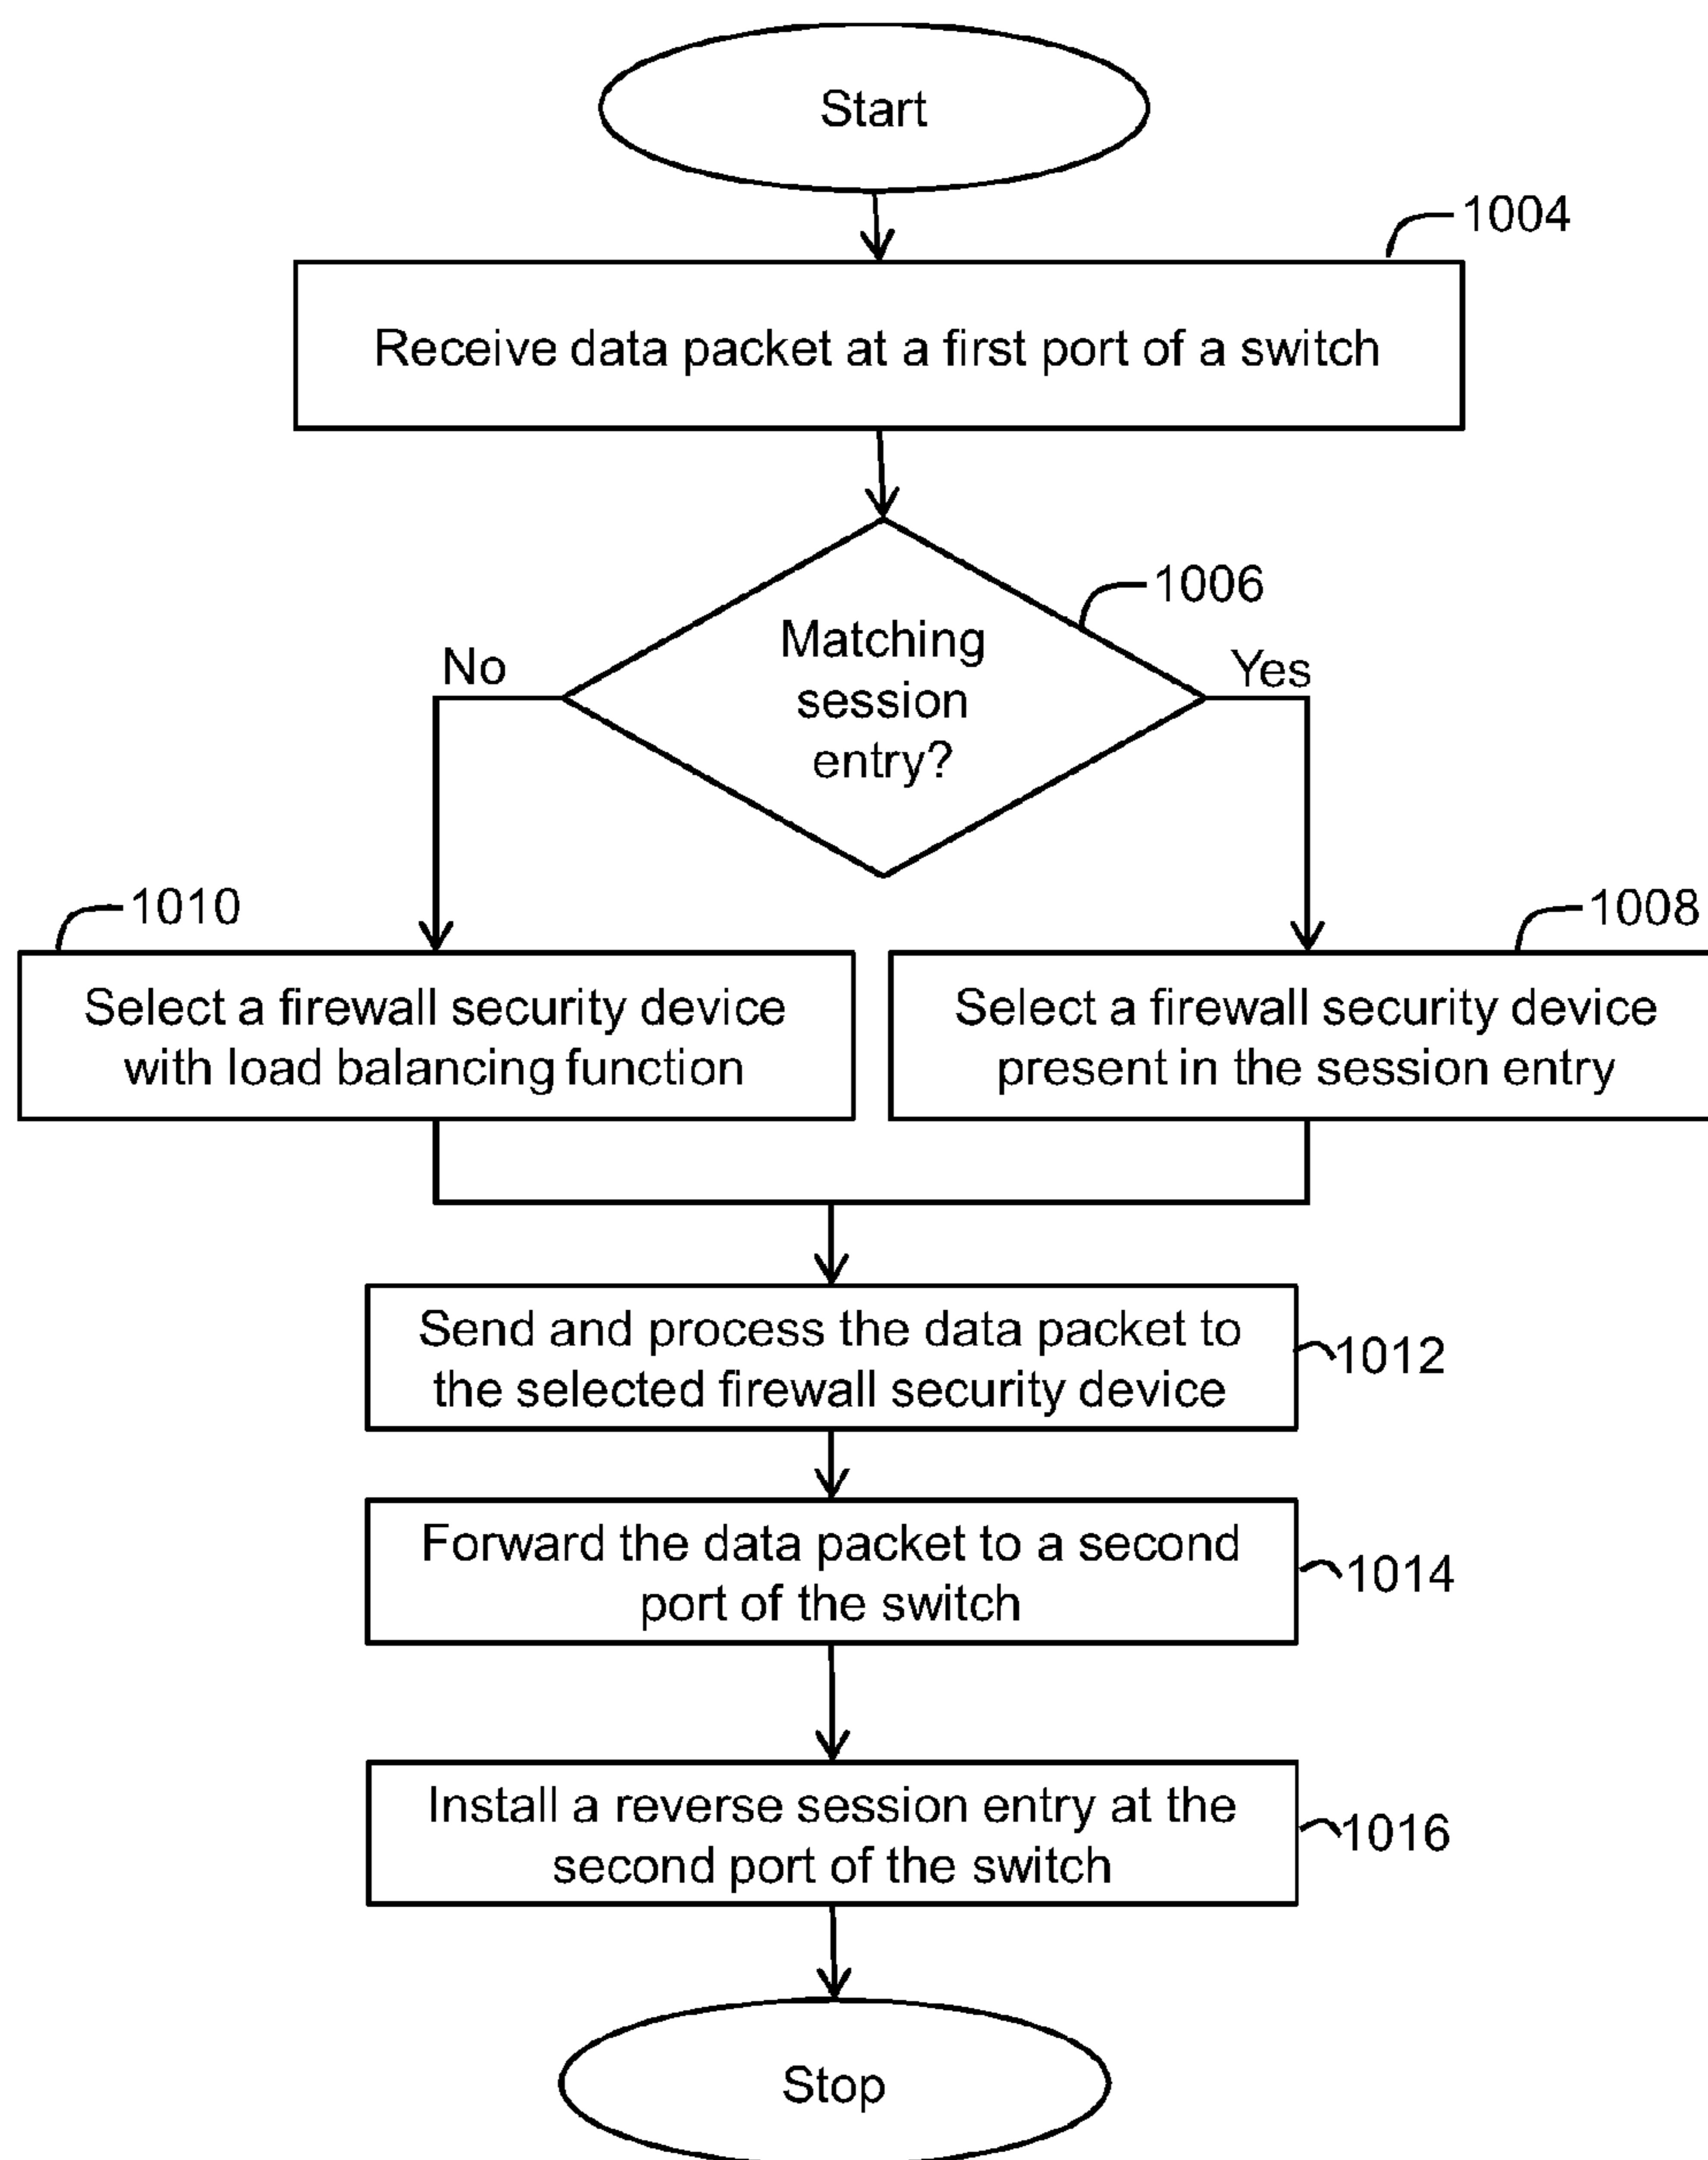 Start
1004
Receive data packet at a first port of a switch
1006
Matching
session
entry?
No
Yes
1010
1008
Select a firewall security device
with load balancing function
Select a firewall security device
present in the session entry
Send and process the data packet to
the selected firewall security device
1012
Forward the data packet to a second
port of the switch
1014
Install a reverse session entry at the
second port of the switch
1016
Stop